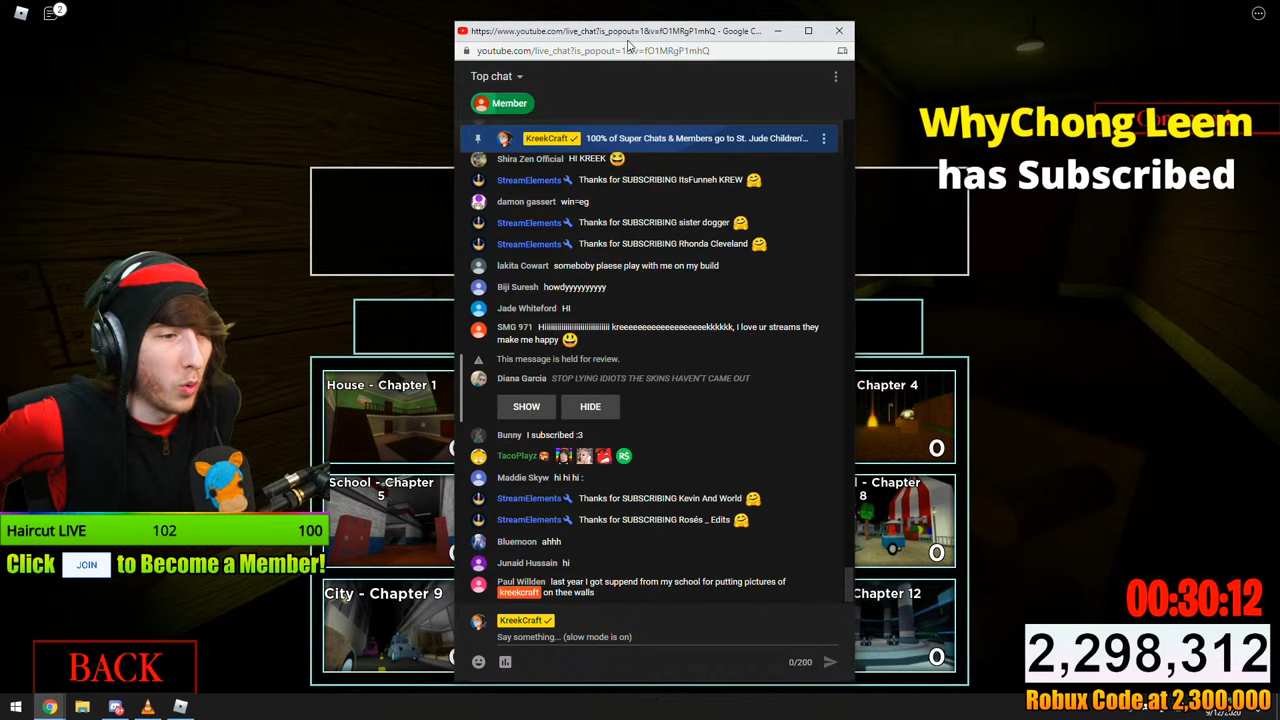 2
https://www.youtube.com/live_chat?is_popout=1&v=fO1MRgP1mhQ - Google C...
youtube.com/live_chat?is_popout=1&v=fO1MRgP1mhQ
Top chat
Member
KreekCraft 100% of Super Chats & Members go to St. Jude Children'...
Shira Zen Official HI KREEK
StreamElements Thanks for SUBSCRIBING ItsFunneh KREW
damon gassert win=eg
StreamElements Thanks for SUBSCRIBING sister dogger
StreamElements Thanks for SUBSCRIBING Rhonda Cleveland
lakita Cowart someboby plaese play with me on my build
Biji Suresh howdyyyyyyyyyy
Jade Whiteford HI
SMG 971 Hiiiiiiiiiiiiiiiiiiiiiiiiiiiiii kreeeeeeeeeeeeeeeeeeekkkkkk, I love ur streams they
make me happy
This message is held for review.
Diana Garcia STOP LYING IDIOTS THE SKINS HAVEN'T CAME OUT
SHOW HIDE
Bunny I subscribed :3
TacoPlayz R$
Maddie Skyw hi hi hi :
StreamElements Thanks for SUBSCRIBING Kevin And World
StreamElements Thanks for SUBSCRIBING Rosés _ Edits
Bluemoon ahhh
Junaid Hussain hi
Paul Willden last year I got suppend from my school for putting pictures of
kreekcraft on thee walls
KreekCraft
Say something... (slow mode is on)
0/200
WhyChong Leem
has Subscribed
House - Chapter 1
Chapter 4
0
School - Chapter
5
Chapter
8
0
City - Chapter 9
Chapter 12
0
Haircut LIVE 102 100
Click JOIN to Become a Member!
BACK
00:30:12
2,298,312
Robux Code at 2,300,000
9/12/2020